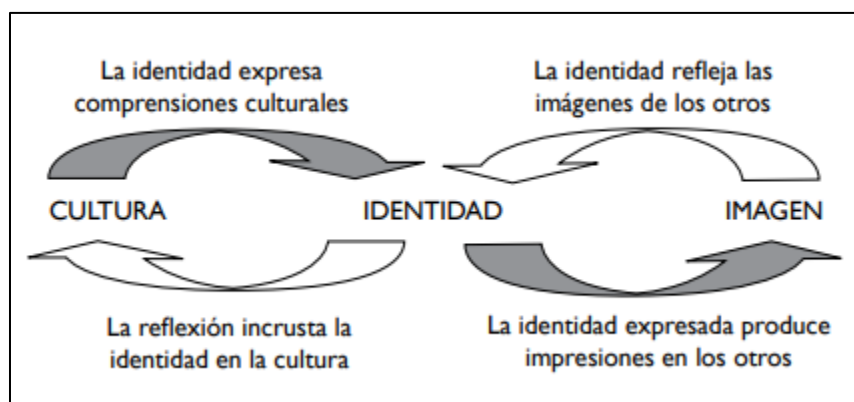 La identidad expresa
comprensiones culturales
La identidad refleja las
imágenes de los otros
CULTURA
IDENTIDAD
IMAGEN
La reflexión incrusta la
identidad en la cultura
La identidad expresada produce
impresiones en los otros